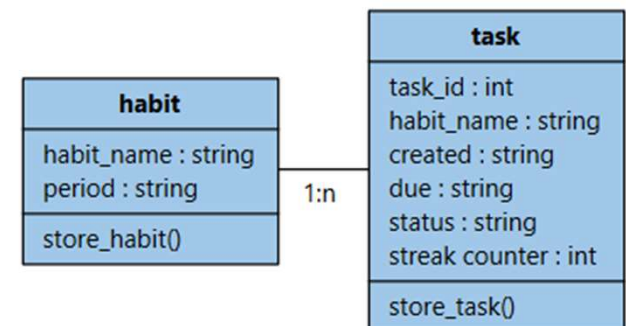 habit
habit_name : string
period : string
store_habit()
1:n
task
task_id : int
habit_name : string
created : string
due : string
status : string
streak counter : int
store_task()